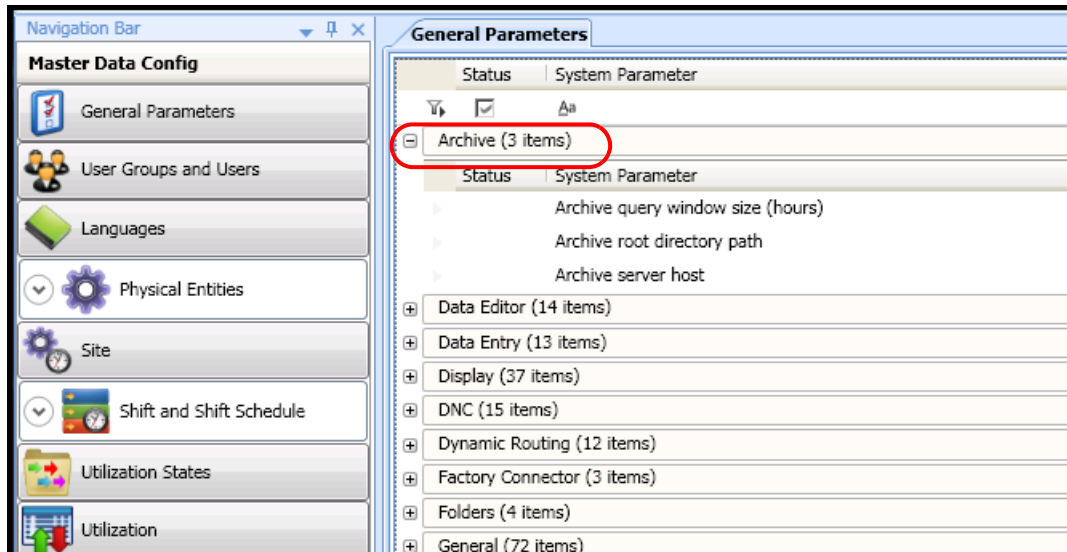 Navigation Bar
Master Data Config
General Parameters
User Groups and Users
Languages
Physical Entities
Site
Shift and Shift Schedule
Utilization States
Utilization
General Parameters
Status System Parameter
Aa
Archive (3 items)
Status System Parameter
Archive query window size (hours)
Archive root directory path
Archive server host
Data Editor (14 items)
Data Entry (13 items)
Display (37 items)
DNC (15 items)
Dynamic Routing (12 items)
Factory Connector (3 items)
Folders (4 items)
General (72 items)